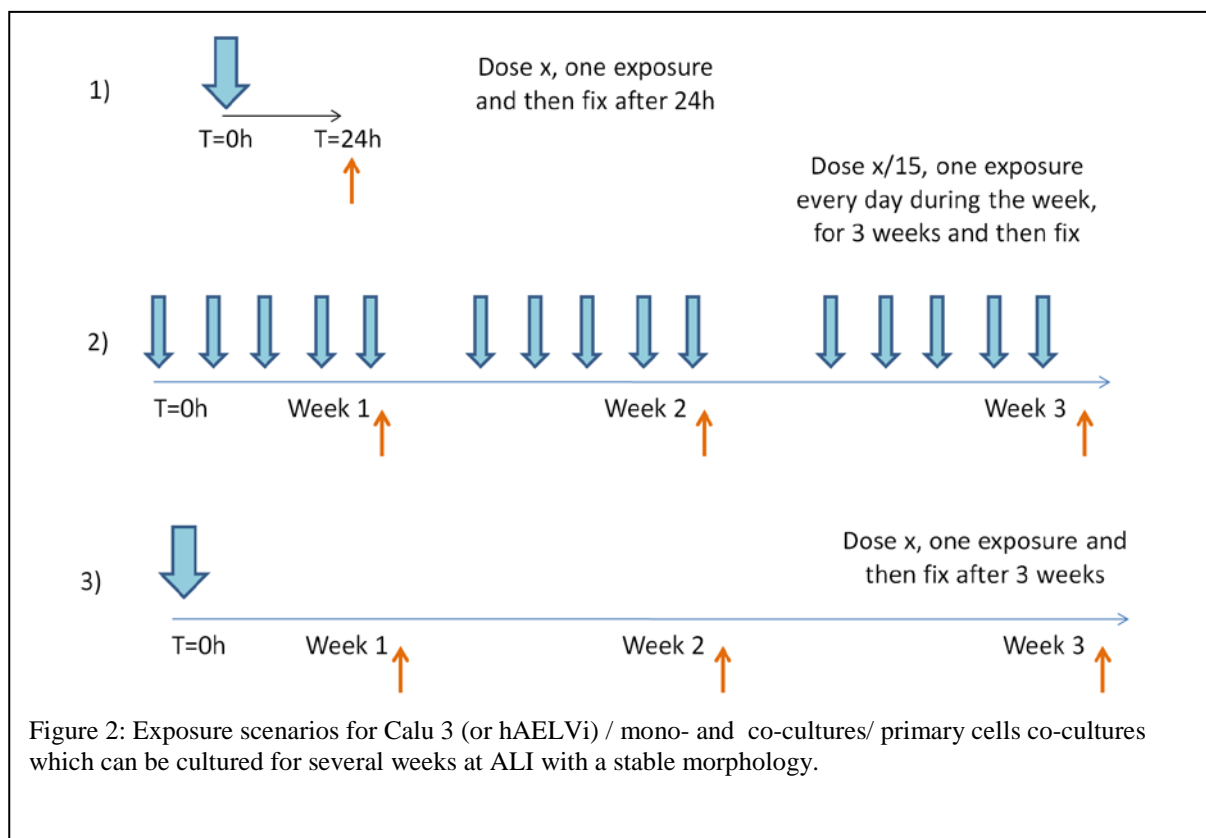 1)
Dose x, one exposure
and then fix after 24h
T=0h
T=24h
Dose x/15, one exposure
every day during the week,
for 3 weeks and then fix
2)
T=0h
Week 1
Week 2
Week 3
Dose x, one exposure and
then fix after 3 weeks
3)
T=0h
Week 1
Week 2
Week 3
Figure 2: Exposure scenarios for Calu 3 (or hAELVi) / mono- and co-cultures/ primary cells co-cultures
which can be cultured for several weeks at ALI with a stable morphology.